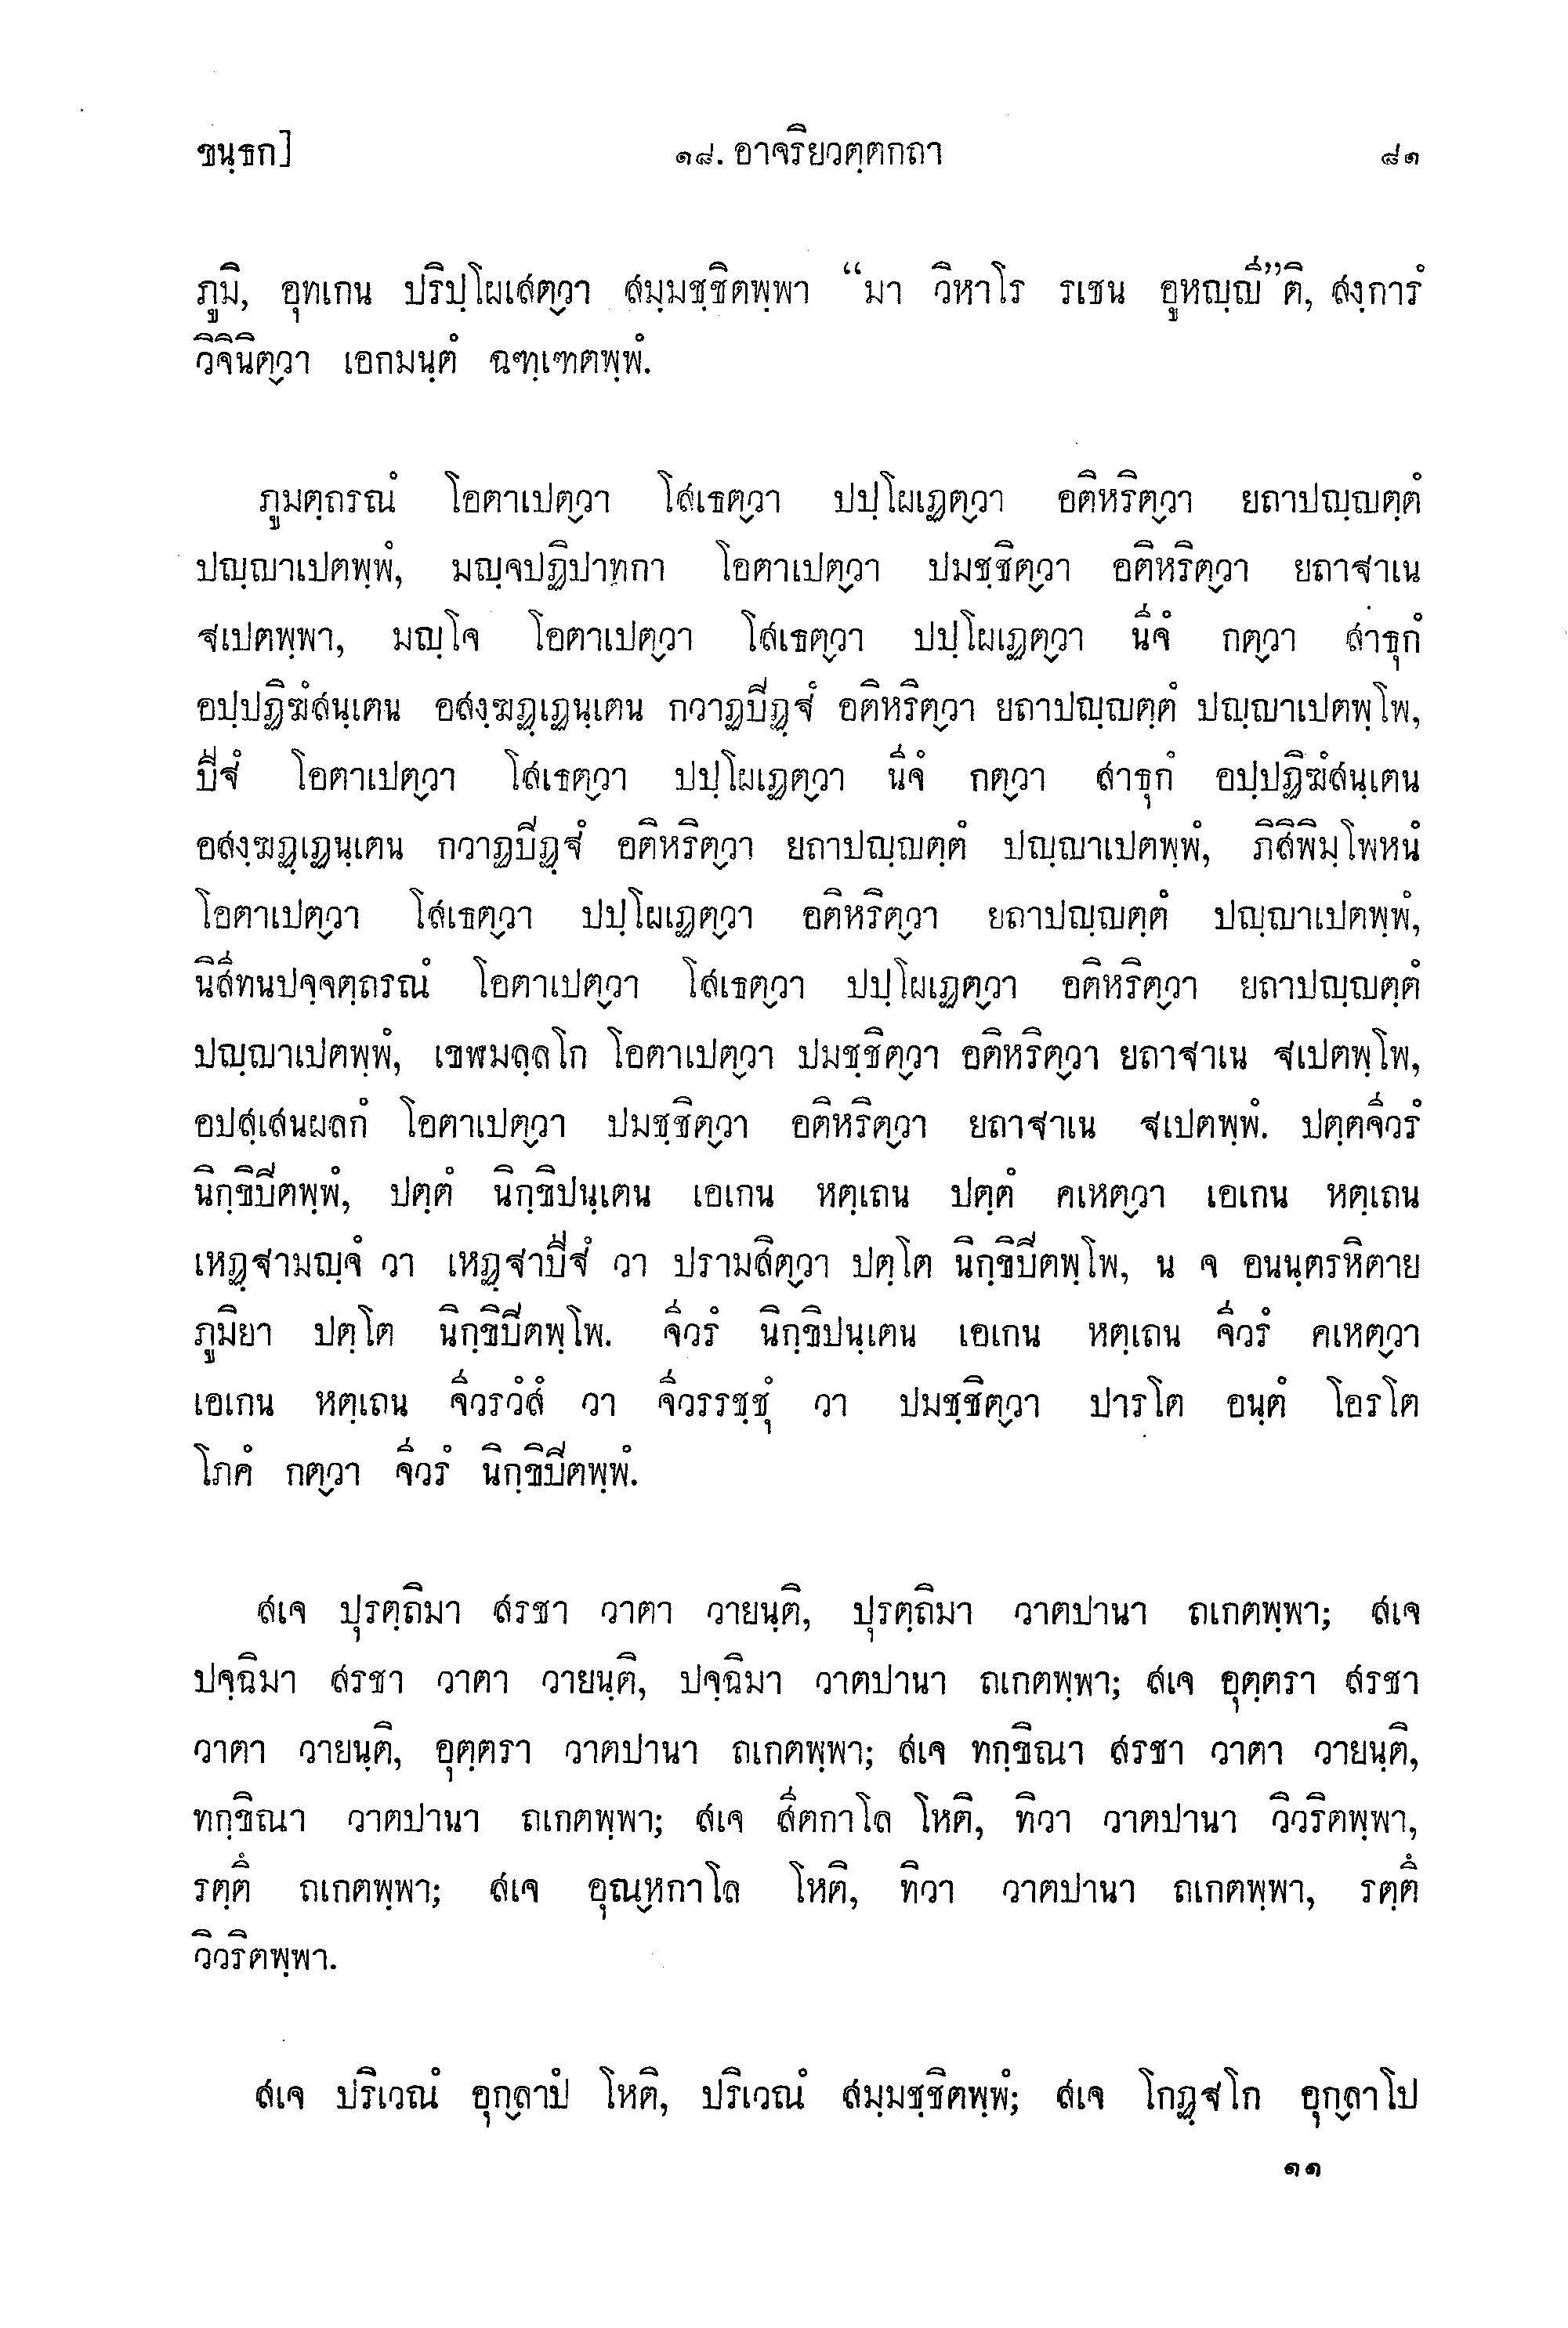 ขนฺธก]
๑๘. อาจริยวตฺตกถา
๘๑
ภูมิ, อุทเกน ปริปฺโผเสตฺวา สมฺมชฺชิตพฺพา “มา วิหาโร รเชน อูหญฺญี”ติ, สงฺการํ
วิจินิตฺวา เอกมนฺตํ ฉฑฺเฑตพฺพํ.
ภูมตฺถรณํ โอตาเปตฺวา โสเธตฺวา ปปฺโผเฏตฺวา อติหริตฺวา ยถาปญฺญตฺตํ
ปญฺญาเปตพฺพํ, มญฺจปฏิปาทกา โอตาเปตฺวา ปมชฺชิตฺวา อติหริตฺวา ยถาฐาเน
ฐเปตพฺพา, มญฺโจ โอตาเปตฺวา โสเธตฺวา ปปฺโผเฏตฺวา นีจํ กตฺวา สาธุกํ
อปฺปฏิฆํสนฺเตน อสงฺฆฏฺเฏนฺเตน กวาฏปีฏฺฐํ อติหริตฺวา ยถาปญฺญตฺตํ ปญฺญาเปตพฺโพ,
ปีฐํ โอตาเปตฺวา โสเธตฺวา ปปฺโผเฏตฺวา นีจํ กตฺวา สาธุกํ อปฺปฏิฆํสนฺเตน
อสงฺฆฏฺเฏนฺเตน กวาฏปีฏฺฐํ อติหริตฺวา ยถาปญฺญตฺตํ ปญฺญาเปตพฺพํ, ภิสิพิมฺโพหนํ
โอตาเปตฺวา โสเธตฺวา ปปฺโผเฏตฺวา อติหริตฺวา ยถาปญฺญตฺตํ ปญฺญาเปตพฺพํ,
นิสีทนปจฺจตฺถรณํ โอตาเปตฺวา โสเธตฺวา ปปฺโผเฏตฺวา อติหริตฺวา ยถาปญฺญตฺตํ
ปญฺญาเปตพฺพํ, เขฬมลฺลโก โอตาเปตฺวา ปมชฺชิตฺวา อติหริตฺวา ยถาฐาเน ฐเปตพฺโพ,
อปสฺเสนผลกํ โอตาเปตฺวา ปมชฺชิตฺวา อติหริตฺวา ยถาฐาเน ฐเปตพฺพํ. ปตฺตจีวรํ
นิกฺขิปีตพฺพํ, ปตฺตํ นิกฺขิปนฺเตน เอเกน หตฺเถน ปตฺตํ คเหตฺวา เอเกน หตฺเถน
เหฏฺฐามญฺจํ วา เหฏฺฐาปีฐํ วา ปรามสิตฺวา ปตฺโต นิกฺขิปีตพฺโพ, น จ อนนฺตรหิตาย
ภูมิยา ปตฺโต นิกฺขิปีตพฺโพ. จีวรํ นิกฺขิปนฺเตน เอเกน หตฺเถน จีวรํ คเหตฺวา
เอเกน หตฺเถน จีวรวํสํ วา จีวรรชฺชุํ วา ปมชฺชิตฺวา ปารโต อนฺตํ โอรโต
โภคํ กตฺวา จีวรํ นิกฺขิปีตพฺพํ.
สเจ ปุรตฺถิมา สรชา วาตา วายนฺติ, ปุรตฺถิมา วาตปานา ถเกตพฺพา; สเจ
ปจฺฉิมา สรชา วาตา วายนฺติ, ปจฺฉิมา วาตปานา ถเกตพฺพา; สเจ อุตฺตรา สรชา
วาตา วายนฺติ, อุตฺตรา วาตปานา ถเกตพฺพา; สเจ ทกฺขิณา สรชา วาตา วายนฺติ,
ทกฺขิณา วาตปานา ถเกตพฺพา; สเจ สีตกาโล โหติ, ทิวา วาตปานา วิวริตพฺพา,
รตฺตึ ถเกตพฺพา; สเจ อุณฺหกาโล โหติ, ทิวา วาตปานา ถเกตพฺพา, รตฺตึ
วิวริตพฺพา.
สเจ ปริเวณํ อุกฺลาปํ โหติ, ปริเวณํ สมฺมชฺชิตพฺพํ; สเจ โกฏฺฐโก อุกฺลาโป
๑๑